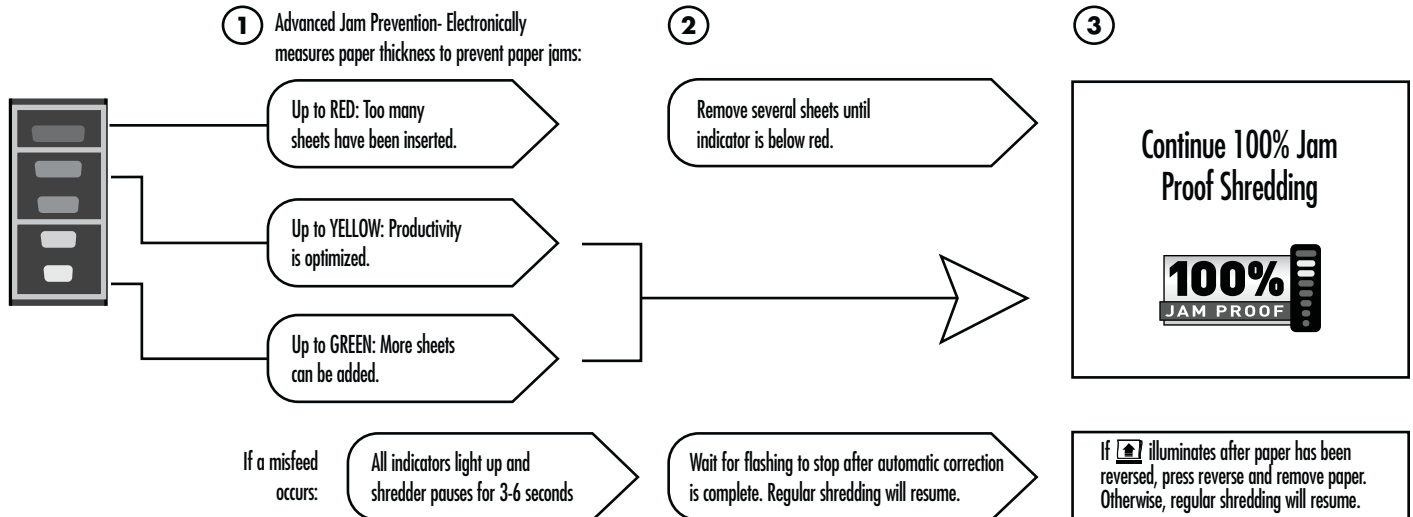 1
Advanced Jam Prevention- Electronically
measures paper thickness to prevent paper jams:
Up to RED: Too many
sheets have been inserted.
Up to YELLOW: Productivity
is optimized.
Up to GREEN: More sheets
can be added.
2
Remove several sheets until
indicator is below red.
3
Continue 100% Jam
Proof Shredding
100%
JAM PROOF
If a misfeed
occurs:
All indicators light up and
shredder pauses for 3-6 seconds
Wait for flashing to stop after automatic correction
is complete. Regular shredding will resume.
If illuminates after paper has been
reversed, press reverse and remove paper.
Otherwise, regular shredding will resume.